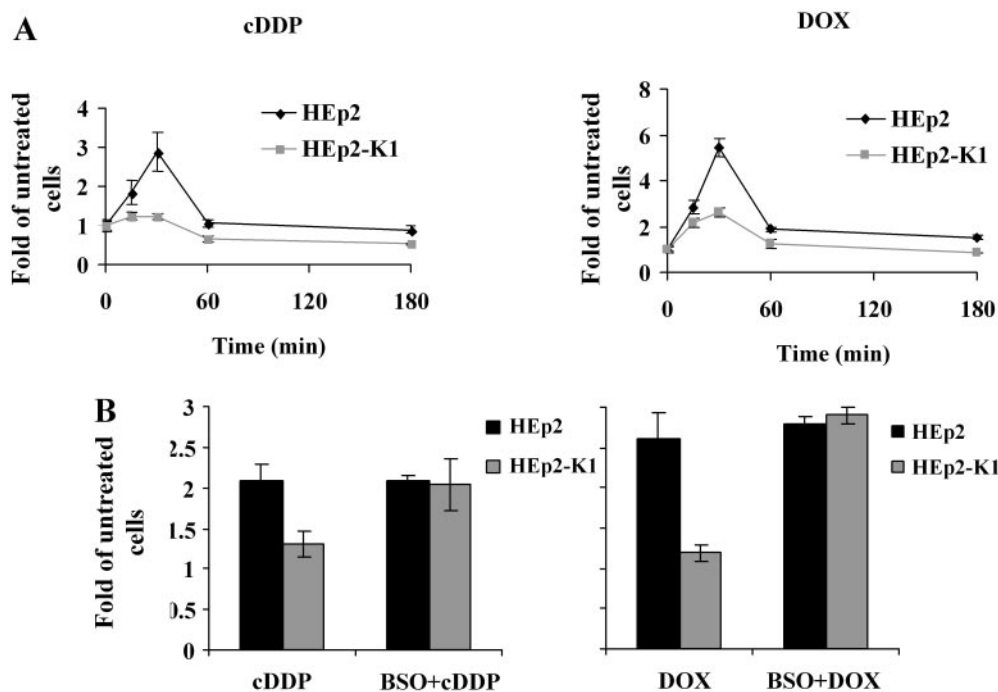 A
cDDP
DOX
Fold of untreated
cells
4
3
2
1
0
HEp2
HEp2-K1
0
60
120
180
Time (min)
Fold of untreated
cells
8
6
4
2
0
HEp2
HEp2-K1
0
60
120
180
Time (min)
B
Fold of untreated
cells
3
2.5
2
1.5
1
0.5
0
HEp2
HEp2-K1
cDDP
BSO+cDDP
HEp2
HEp2-K1
DOX
BSO+DOX